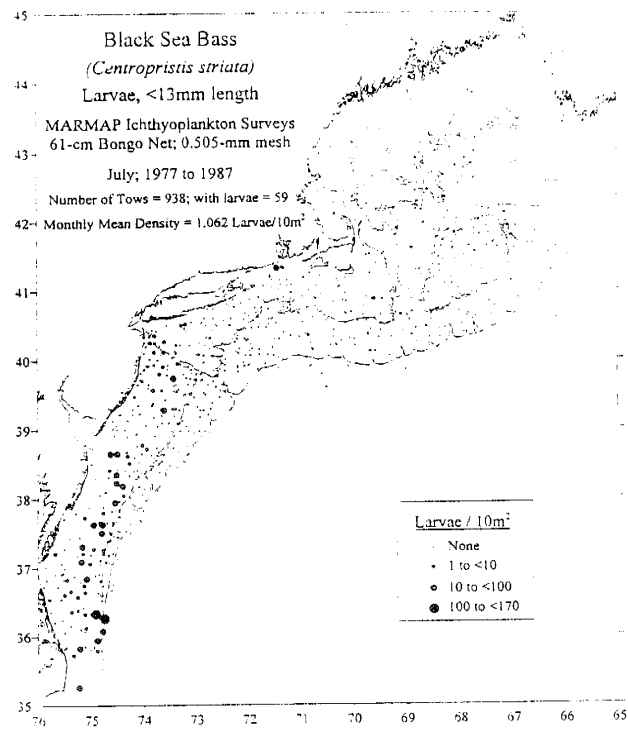 Black Sea Bass
(Centropristis striata)
Larvae, <13mm length
MARMAP Ichthyoplankton Surveys
61-cm Bongo Net; 0.505-mm mesh
July; 1977 to 1987
Number of Tows = 938; with larvae = 59
Monthly Mean Density = 1.062 Larvae/10m²
45
44
43
42
41
40
39
38
37
36
35
Larvae / 10m²
None
1 to <10
10 to <100
100 to <170
76 75 74 73 72 71 70 69 68 67 66 65